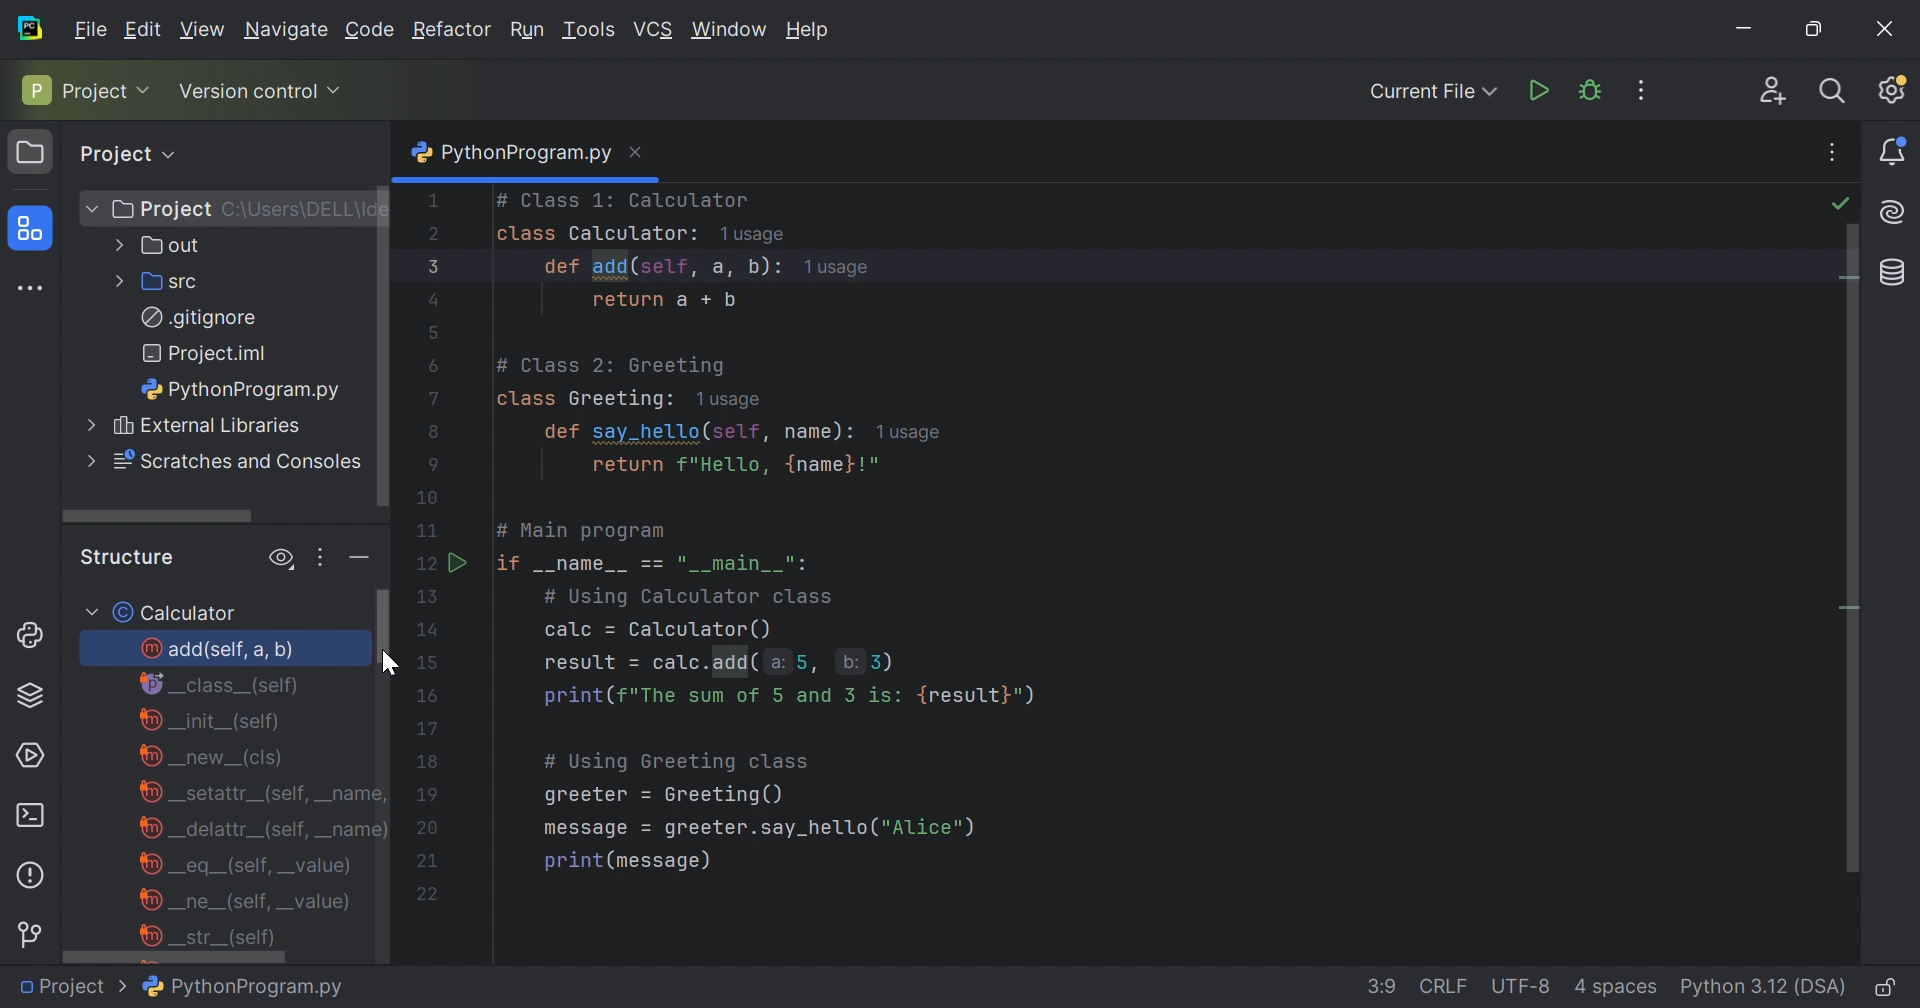 PC File Edit View Navigate Code Refactor Run Tools VCS Window Help
P Project Version control Current File
Project
Project C:\Users\DELL\Ide
out
src
.gitignore
Project.iml
PythonProgram.py
External Libraries
Scratches and Consoles
Structure
Calculator
add(self, a, b)
__class__(self)
__init__(self)
__new__(cls)
__setattr__(self, __name,
__delattr__(self, __name)
__eq__(self, __value)
__ne__(self, __value)
__str__(self)
PythonProgram.py
1 # Class 1: Calculator
2 class Calculator: 1 usage
3 def add(self, a, b): 1 usage
4 return a + b
5
6 # Class 2: Greeting
7 class Greeting: 1 usage
8 def say_hello(self, name): 1 usage
9 return f"Hello, {name}!"
10
11 # Main program
12 if __name__ == "__main__":
13 # Using Calculator class
14 calc = Calculator()
15 result = calc.add( a: 5, b: 3)
16 print(f"The sum of 5 and 3 is: {result}")
17
18 # Using Greeting class
19 greeter = Greeting()
20 message = greeter.say_hello("Alice")
21 print(message)
22
Project > PythonProgram.py 3:9 CRLF UTF-8 4 spaces Python 3.12 (DSA)